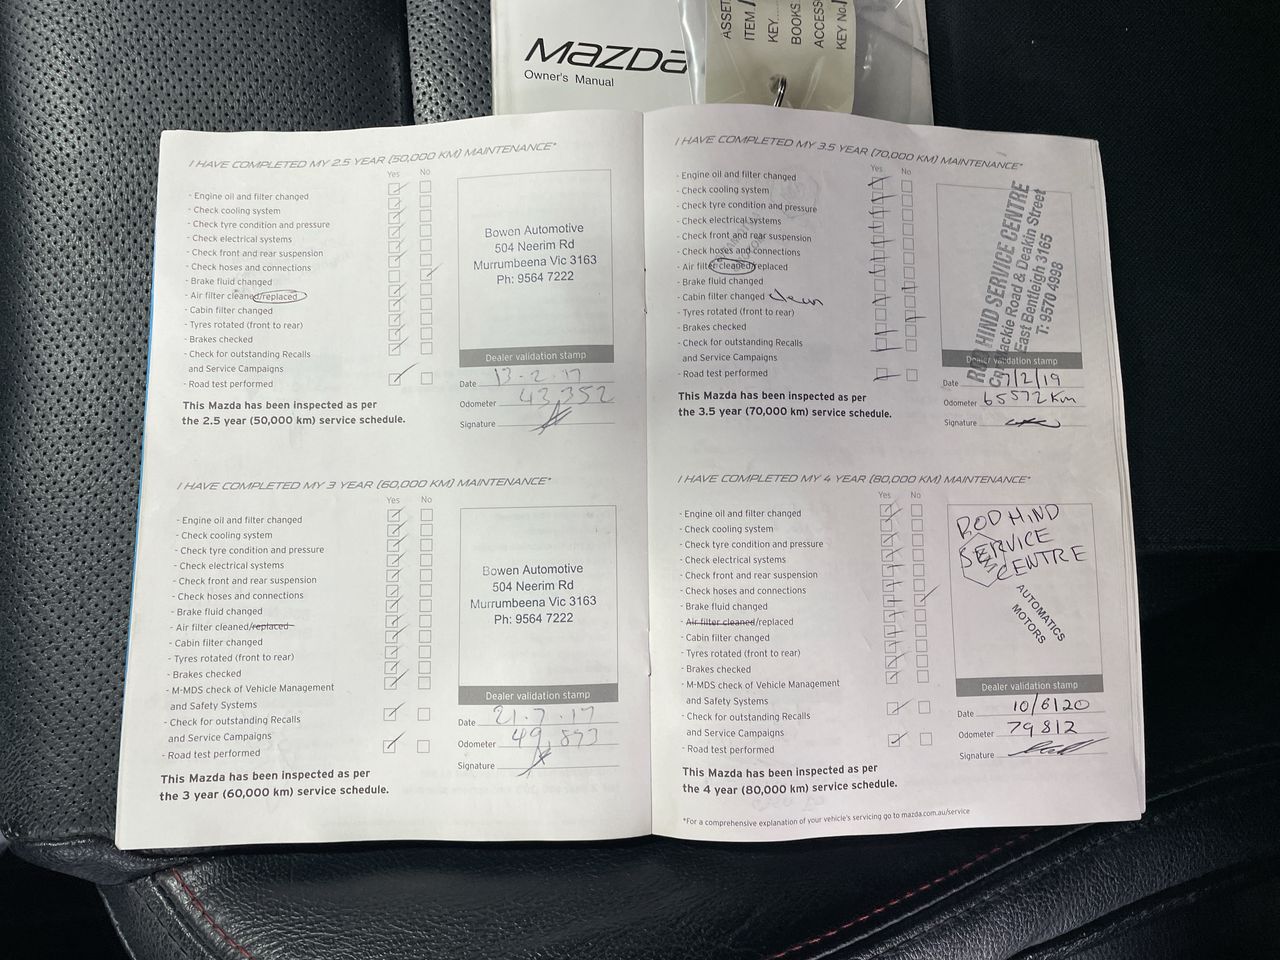 MAZDA
Owner's Manual
ASSET
ITEM
KEY
BOOKS
ACCESS
KEY No.
I HAVE COMPLETED MY 2.5 YEAR (50,000 KM) MAINTENANCE*
Yes No
- Engine oil and filter changed
- Check cooling system
- Check tyre condition and pressure
- Check electrical systems
- Check front and rear suspension
- Check hoses and connections
- Brake fluid changed
- Air filter cleaned/replaced
- Cabin filter changed
- Tyres rotated (front to rear)
- Brakes checked
- Check for outstanding Recalls
and Service Campaigns
- Road test performed
This Mazda has been inspected as per
the 2.5 year (50,000 km) service schedule.
Bowen Automotive
504 Neerim Rd
Murrumbeena Vic 3163
Ph: 9564 7222
Dealer validation stamp
Date 13-2-17
Odometer 43,352
Signature
I HAVE COMPLETED MY 3 YEAR (60,000 KM) MAINTENANCE*
Yes No
- Engine oil and filter changed
- Check cooling system
- Check tyre condition and pressure
- Check electrical systems
- Check front and rear suspension
- Check hoses and connections
- Brake fluid changed
- Air filter cleaned/replaced
- Cabin filter changed
- Tyres rotated (front to rear)
- Brakes checked
- M-MDS check of Vehicle Management
and Safety Systems
- Check for outstanding Recalls
and Service Campaigns
- Road test performed
This Mazda has been inspected as per
the 3 year (60,000 km) service schedule.
Bowen Automotive
504 Neerim Rd
Murrumbeena Vic 3163
Ph: 9564 7222
Dealer validation stamp
Date 21.7.17
Odometer 49,893
Signature
I HAVE COMPLETED MY 3.5 YEAR (70,000 KM) MAINTENANCE*
Yes No
- Engine oil and filter changed
- Check cooling system
- Check tyre condition and pressure
- Check electrical systems
- Check front and rear suspension
- Check hoses and connections
- Air filter cleaned/replaced
- Brake fluid changed
- Cabin filter changed clean
- Tyres rotated (front to rear)
- Brakes checked
- Check for outstanding Recalls
and Service Campaigns
- Road test performed
This Mazda has been inspected as per
the 3.5 year (70,000 km) service schedule.
HIND SERVICE CENTRE
Mackie Road & Deakin Street
East Bentleigh 3165
T: 9570 4998
Dealer validation stamp
Date 7/2/19
Odometer 65572 Km
Signature
I HAVE COMPLETED MY 4 YEAR (80,000 KM) MAINTENANCE*
Yes No
- Engine oil and filter changed
- Check cooling system
- Check tyre condition and pressure
- Check electrical systems
- Check front and rear suspension
- Check hoses and connections
- Brake fluid changed
- Air filter cleaned/replaced
- Cabin filter changed
- Tyres rotated (front to rear)
- Brakes checked
- M-MDS check of Vehicle Management
and Safety Systems
- Check for outstanding Recalls
and Service Campaigns
- Road test performed
This Mazda has been inspected as per
the 4 year (80,000 km) service schedule.
ROD HIND
SERVICE
CENTRE
AUTOMATICS
MOTORS
Dealer validation stamp
Date 10/6/20
Odometer 79812
Signature
*For a comprehensive explanation of your vehicle's servicing go to mazda.com.au/service